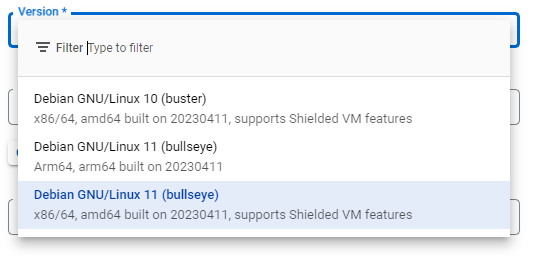 Version *
Filter Type to filter
Debian GNU/Linux 10 (buster)
x86/64, amd64 built on 20230411, supports Shielded VM features
Debian GNU/Linux 11 (bullseye)
Arm64, arm64 built on 20230411
Debian GNU/Linux 11 (bullseye)
x86/64, amd64 built on 20230411, supports Shielded VM features